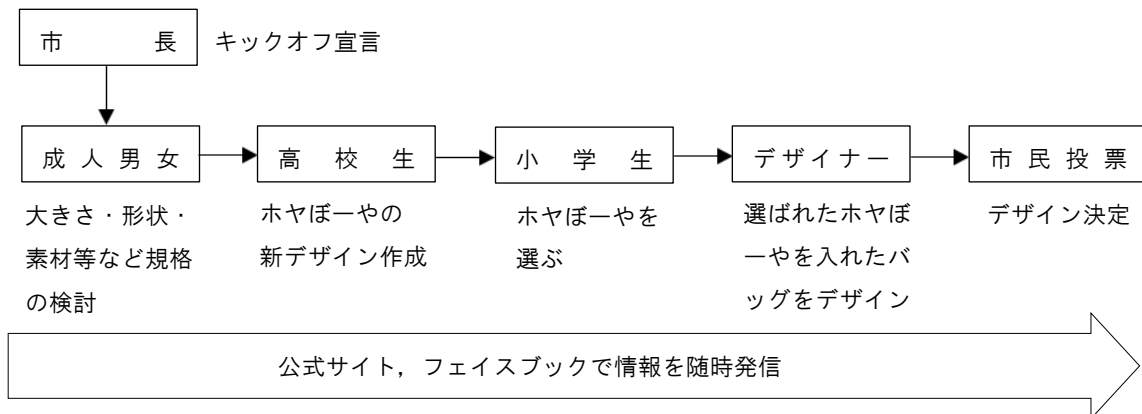 市長
キックオフ宣言
成人男女
高校生
小学生
デザイナー
市民投票
大きさ・形状・
素材等など規格
の検討
ホヤぼーやの
新デザイン作成
ホヤぼーやを
選ぶ
選ばれたホヤぼ
ーやを入れたバ
ッグをデザイン
デザイン決定
公式サイト，フェイスブックで情報を随時発信